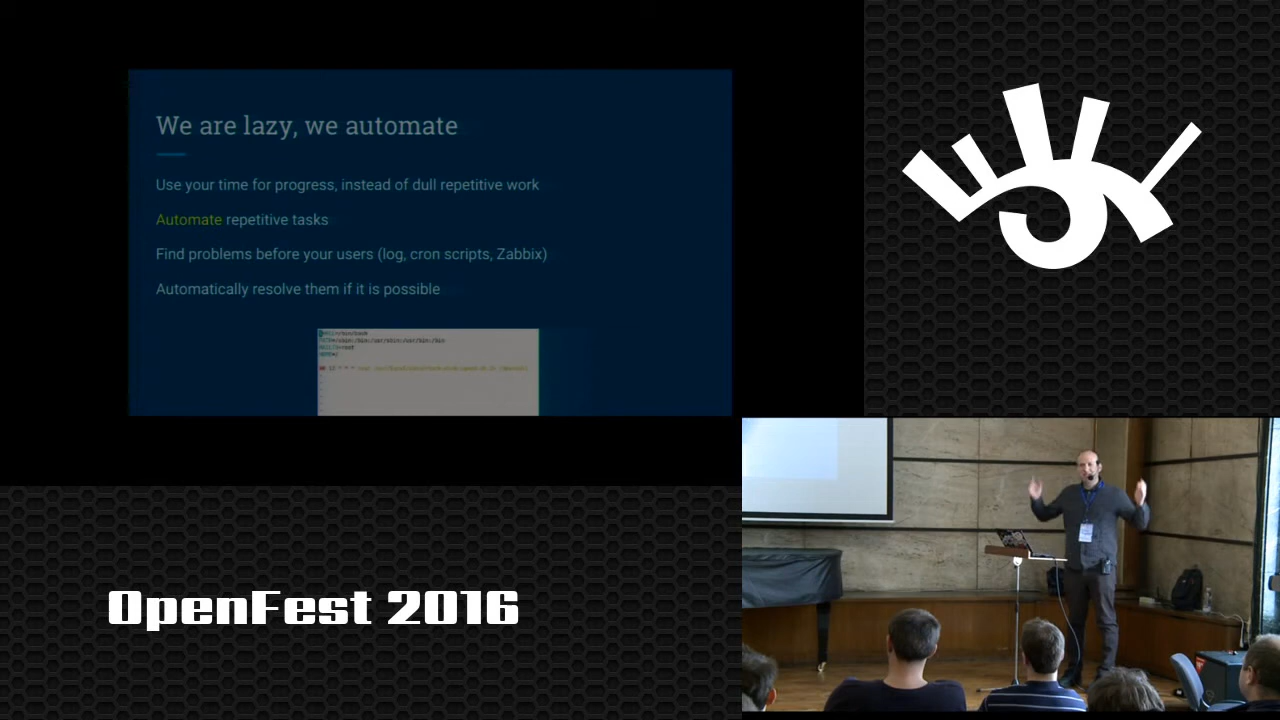 We are lazy, we automate
Use your time for progress, instead of dull repetitive work
Automate repetitive tasks
Find problems before your users (log, cron scripts, Zabbix)
Automatically resolve them if it is possible
OpenFest 2016